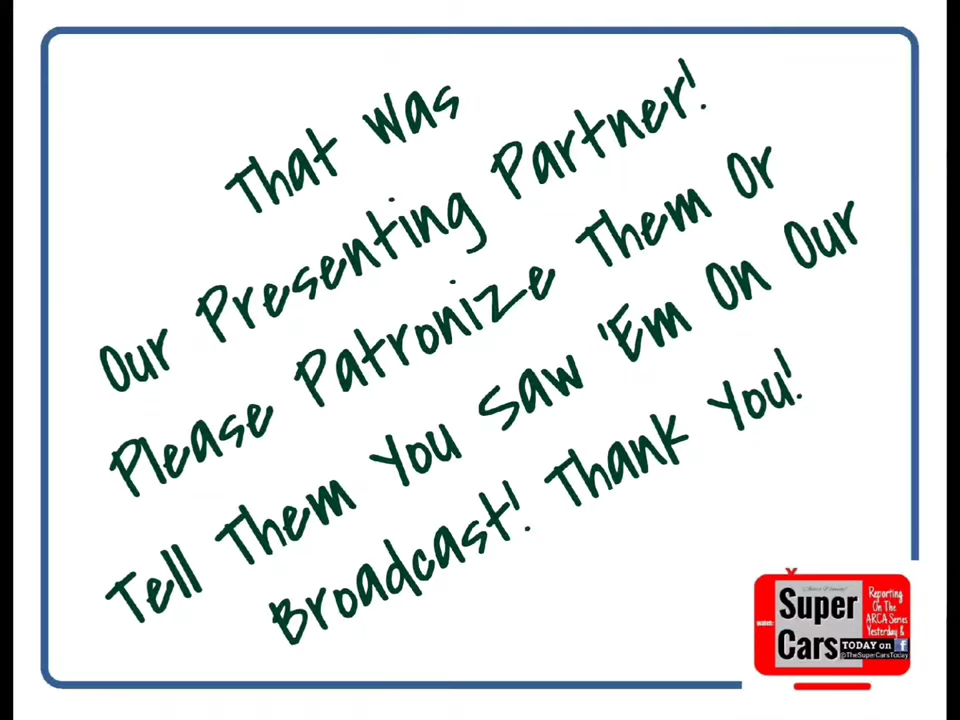 That Was
Our Presenting Partner!
Please Patronize Them Or
Tell Them You Saw 'Em On Our
Broadcast! Thank You!
Super
Cars
TODAY on f
@TheSuperCarsToday
Reporting
On The
ARCA Series
Yesterday &